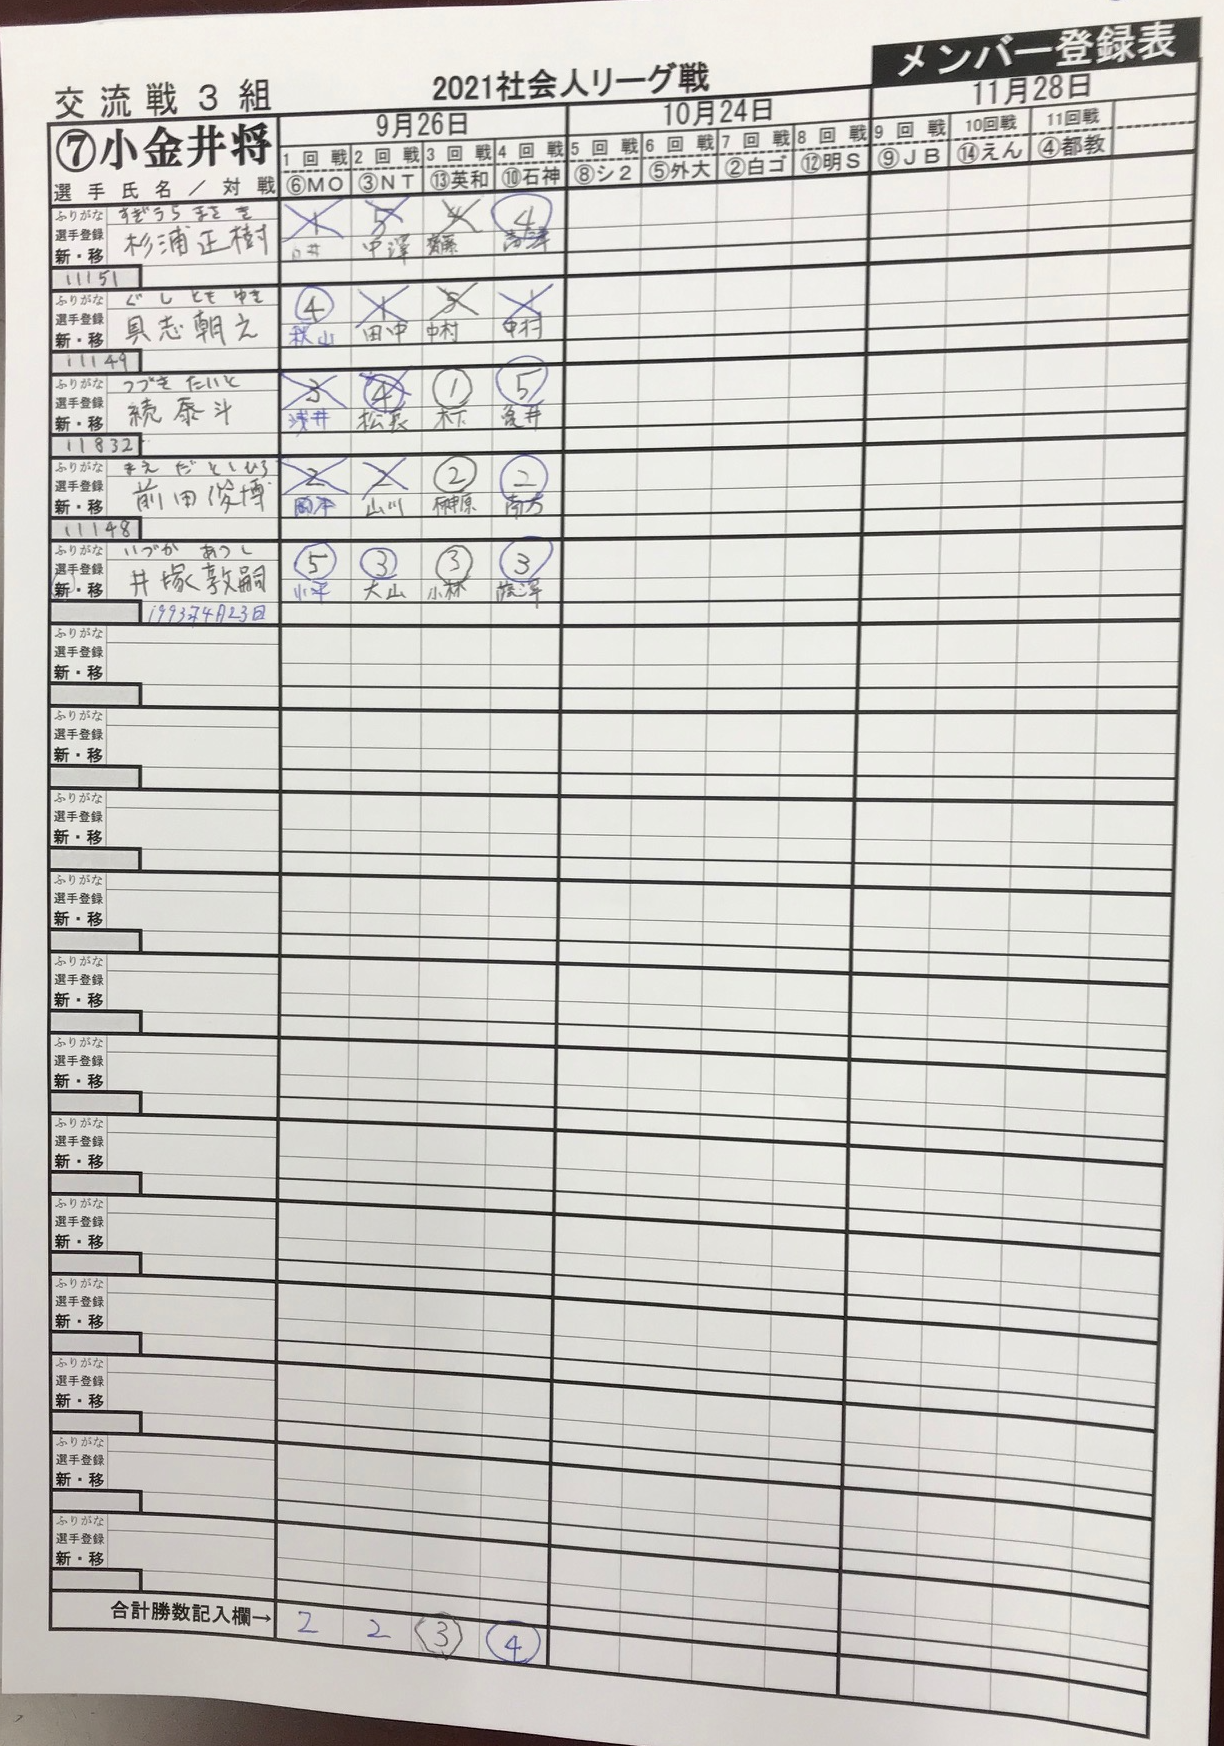 メンバー登録表
交流戦３組
2021社会人リーグ戦
⑦小金井将
9月26日 10月24日 11月28日
1回戦 2回戦 3回戦 4回戦 5回戦 6回戦 7回戦 8回戦 9回戦 10回戦 11回戦
選手氏名／対戦 ⑥ＭＯ ③ＮＴ ⑬英和 ⑩石神 ⑧シ２ ⑤外大 ②白ゴ ⑫明Ｓ ⑨ＪＢ ⑭えん ④都教
ふりがな すぎうら まさき
選手登録 杉浦正樹 1 5 4 4
新・移 中澤 齋藤
11151
ふりがな ぐし ともゆき
選手登録 具志朝之 4 1 5 1
新・移 秋山 田中 中村 中村
11149
ふりがな つづき たいと
選手登録 続泰斗 3 4 1 5
新・移 浅井 松長 木下 亀井
11832
ふりがな まえだ としひろ
選手登録 前田俊博 2 2 2 2
新・移 山川 榊原 南方
11148
ふりがな いづか あつし
選手登録 井塚敦嗣 5 3 3 3
新・移 小平 大山 小林
1993年4月23日
ふりがな
選手登録
新・移
ふりがな
選手登録
新・移
ふりがな
選手登録
新・移
ふりがな
選手登録
新・移
ふりがな
選手登録
新・移
ふりがな
選手登録
新・移
ふりがな
選手登録
新・移
ふりがな
選手登録
新・移
ふりがな
選手登録
新・移
ふりがな
選手登録
新・移
ふりがな
選手登録
新・移
ふりがな
選手登録
新・移
合計勝数記入欄→ 2 2 3 4